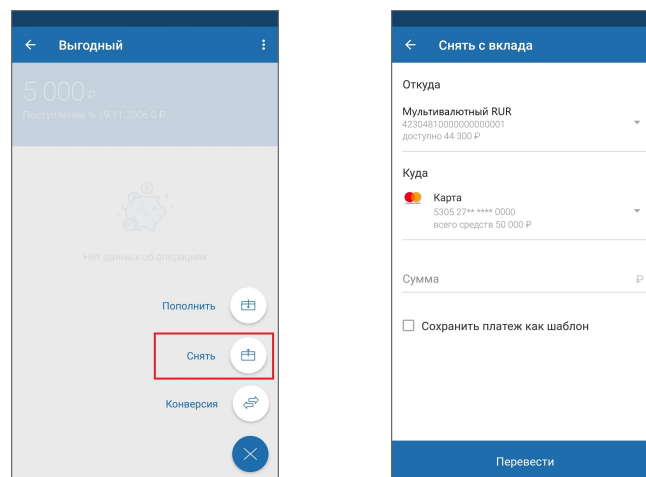 Выгодный
5 000 ₽
Поступление % 19.11.2006 0 ₽
Нет данных об операциях
Пополнить
Снять
Конверсия
Снять с вклада
Откуда
Мультивалютный RUR
42304810000000000001
доступно 44 300 ₽
Куда
Карта
5305 27** **** 0000
всего средств 50 000 ₽
Сумма ₽
Сохранить платеж как шаблон
Перевести